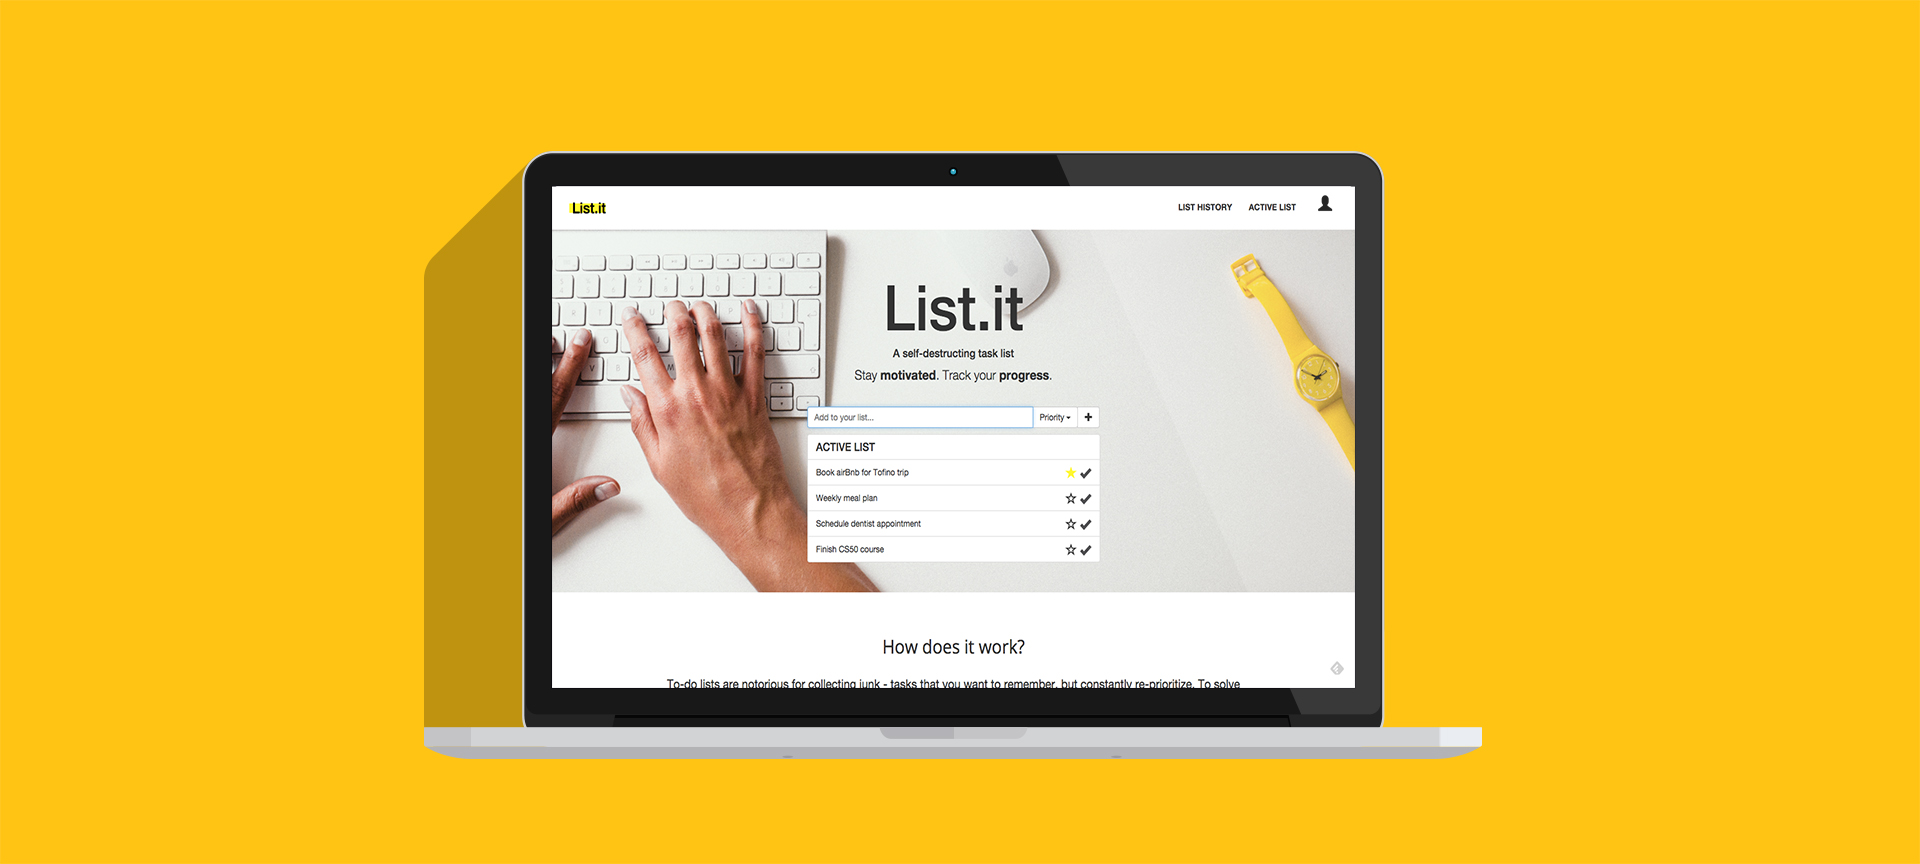 List.it
LIST HISTORY
ACTIVE LIST
List.it
A self-destructing task list
Stay motivated. Track your progress.
Add to your list...
Priority
ACTIVE LIST
Book airBnb for Tofino trip
Weekly meal plan
Schedule dentist appointment
Finish CS50 course
How does it work?
To-do lists are notorious for collecting junk - tasks that you want to remember, but constantly re-prioritize. To solve